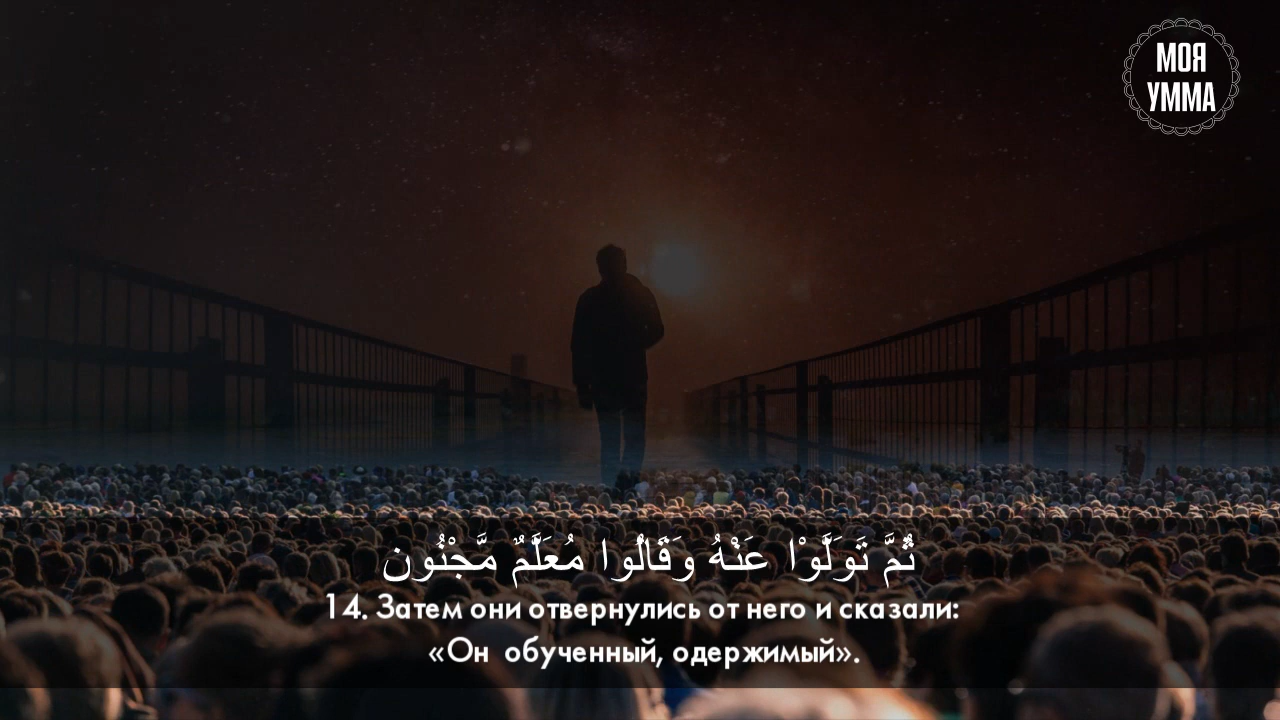 МОЯ
УММА
ثُمَّ تَوَلَّوْا عَنْهُ وَقَالُوا مُعَلَّمٌ مَّجْنُون
14. Затем они отвернулись от него и сказали:
«Он обученный, одержимый».